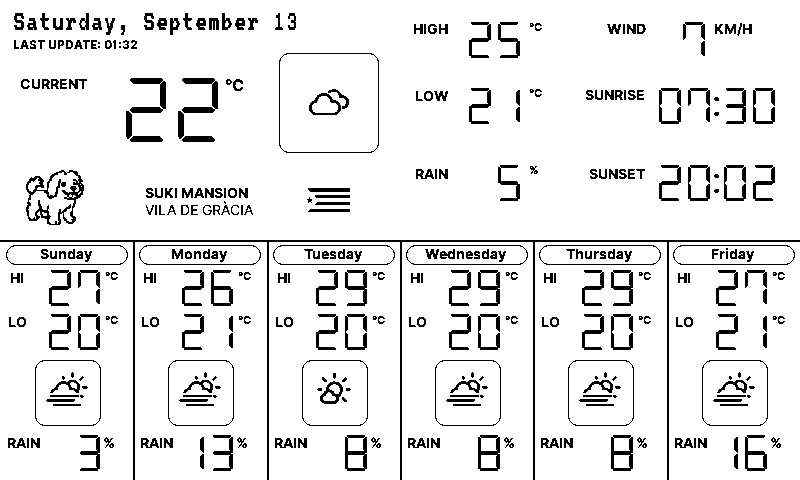 Saturday, September 13
LAST UPDATE: 01:32
CURRENT 22 °C
SUKI MANSION
VILA DE GRÀCIA
HIGH 25 °C
LOW 21 °C
RAIN 5 %
WIND 7 KM/H
SUNRISE 07:30
SUNSET 20:02
Sunday
HI 27 °C
LO 20 °C
RAIN 3 %
Monday
HI 26 °C
LO 21 °C
RAIN 13 %
Tuesday
HI 29 °C
LO 20 °C
RAIN 8 %
Wednesday
HI 29 °C
LO 20 °C
RAIN 8 %
Thursday
HI 29 °C
LO 20 °C
RAIN 8 %
Friday
HI 27 °C
LO 21 °C
RAIN 16 %